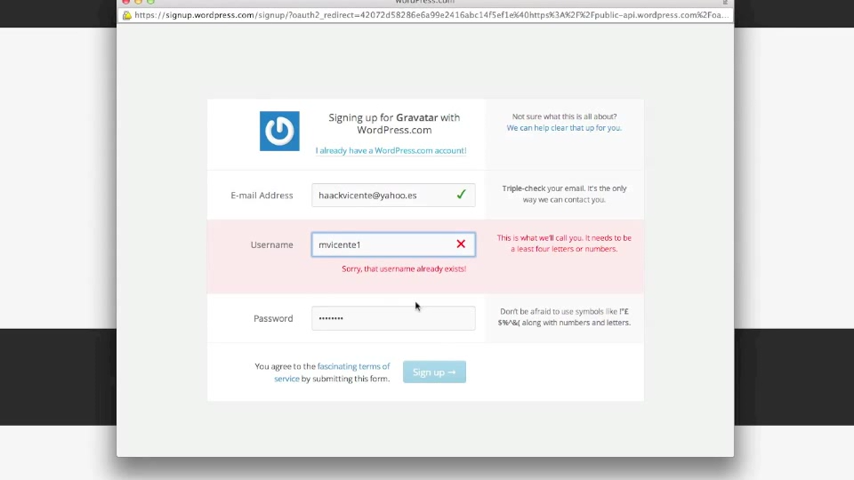 WordPress.com
https://signup.wordpress.com/signup/?oauth2_redirect=42072d58286e6a99e2416abc14f5ef1e%40https%3A%2F%2Fpublic-api.wordpress.com%2Foa...
Signing up for Gravatar with
WordPress.com
I already have a WordPress.com account!
Not sure what this is all about?
We can help clear that up for you.
E-mail Address
haackvicente@yahoo.es
Triple-check your email. It's the only
way we can contact you.
Username
mvicente1
Sorry, that username already exists!
This is what we'll call you. It needs to be
a least four letters or numbers.
Password
••••••••
Don't be afraid to use symbols like !"£
$%^&( along with numbers and letters.
You agree to the fascinating terms of
service by submitting this form.
Sign up →